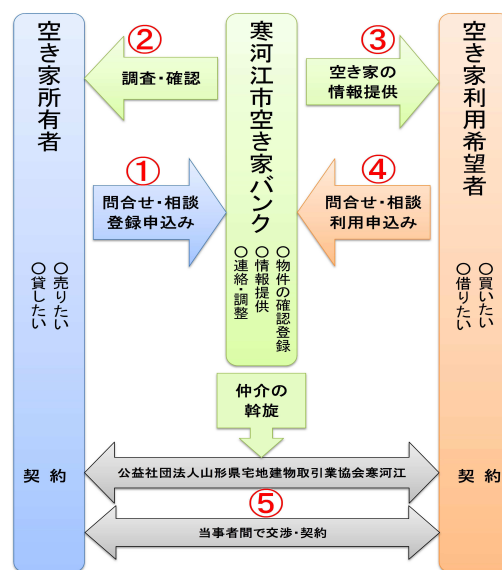 空き家所有者
○売りたい
○貸したい
契約
②
調査・確認
①
問合せ・相談
登録申込み
寒河江市空き家バンク
○物件の確認登録
○情報提供
○連絡・調整
③
空き家の
情報提供
④
問合せ・相談
利用申込み
空き家利用希望者
○買いたい
○借りたい
契約
仲介の
斡旋
公益社団法人山形県宅地建物取引業協会寒河江
⑤
当事者間で交渉・契約